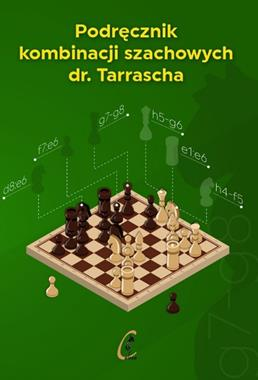 Podręcznik
kombinacji szachowych
dr. Tarrascha
g7-g8
h5-g6
f7:e6
e1:e6
d8:e6
h4-f5
g7-g8